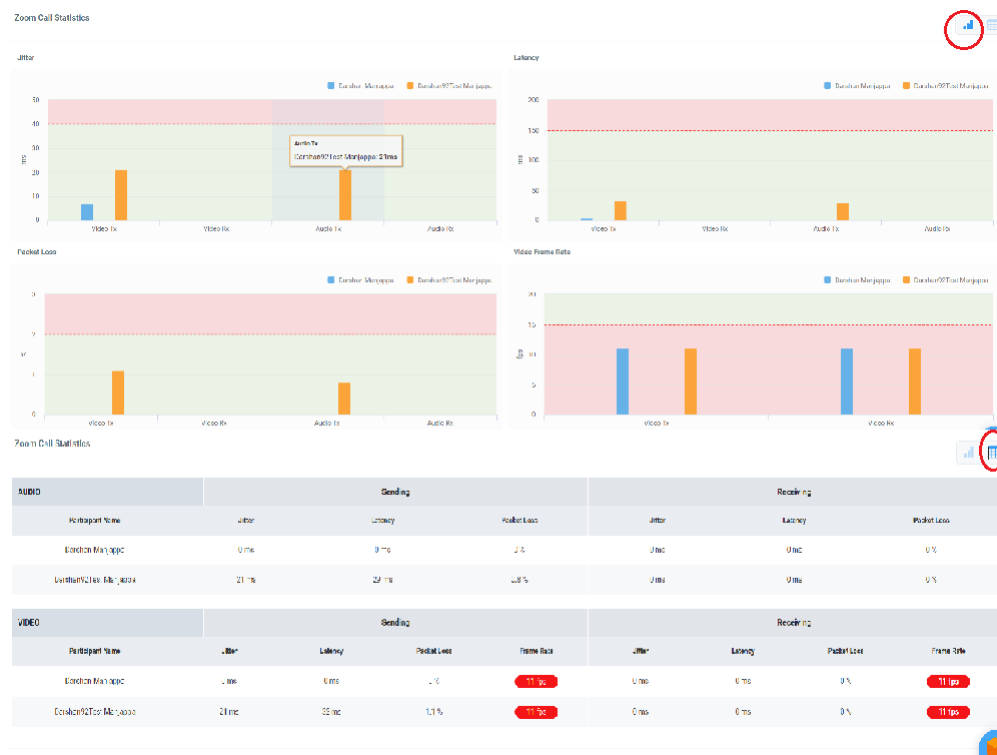 Zoom Call Statistics
Jitter
Latency
Darshan Manjappa Darshan92Test Manjappa
Darshan Manjappa Darshan92Test Manjappa
50
40
30
20
10
0
ms
Audio Tx
Darshan92Test Manjappa: 21ms
Video Tx Video Rx Audio Tx Audio Rx
200
150
100
50
0
ms
Video Tx Video Rx Audio Tx Audio Rx
Packet Loss
Video Frame Rate
Darshan Manjappa Darshan92Test Manjappa
Darshan Manjappa Darshan92Test Manjappa
3
2
1
0
Video Tx Video Rx Audio Tx Audio Rx
20
15
10
5
0
fps
Video Tx Video Rx
Zoom Call Statistics
AUDIO Sending Receiving
Participant Name Jitter Latency Packet Loss Jitter Latency Packet Loss
Darshan Manjappa 0 ms 0 ms 0 % 0 ms 0 ms 0 %
Darshan92Test Manjappa 21 ms 29 ms 0.8 % 0 ms 0 ms 0 %
VIDEO Sending Receiving
Participant Name Jitter Latency Packet Loss Frame Rate Jitter Latency Packet Loss Frame Rate
Darshan Manjappa ms ms % 11 fps 0 ms 0 ms 0 % 11 fps
Darshan92Test Manjappa 21 ms 32 ms 1.1 % 11 fps 0 ms 0 ms 0 % 11 fps